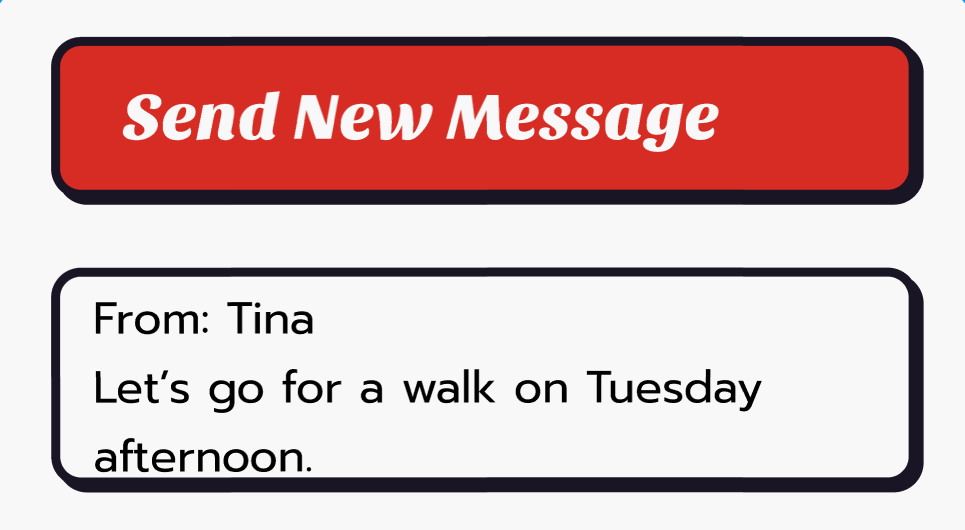 Send New Message
From: Tina
Let’s go for a walk on Tuesday
afternoon.